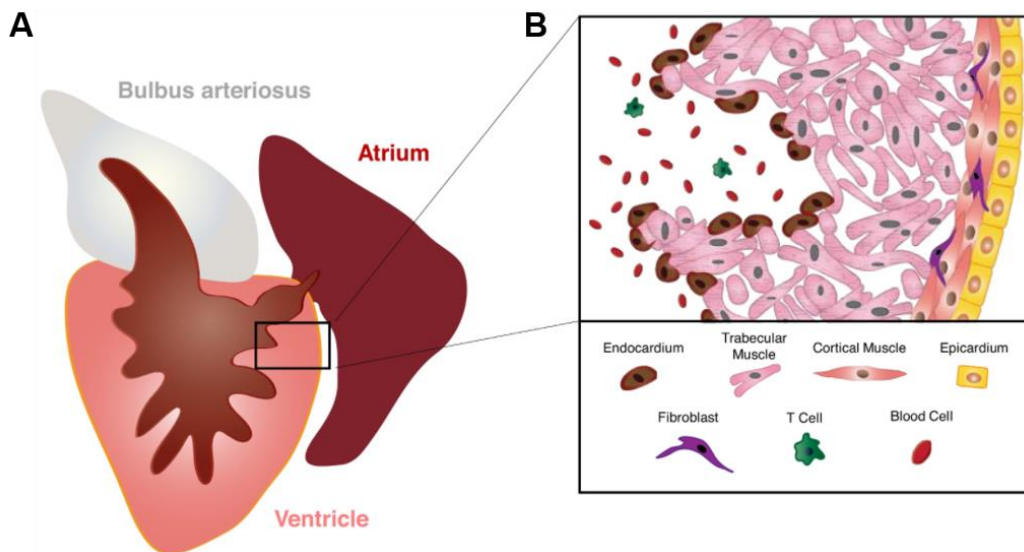 A
Bulbus arteriosus
Atrium
Ventricle
B
Endocardium
Trabecular
Muscle
Cortical Muscle
Epicardium
Fibroblast
T Cell
Blood Cell